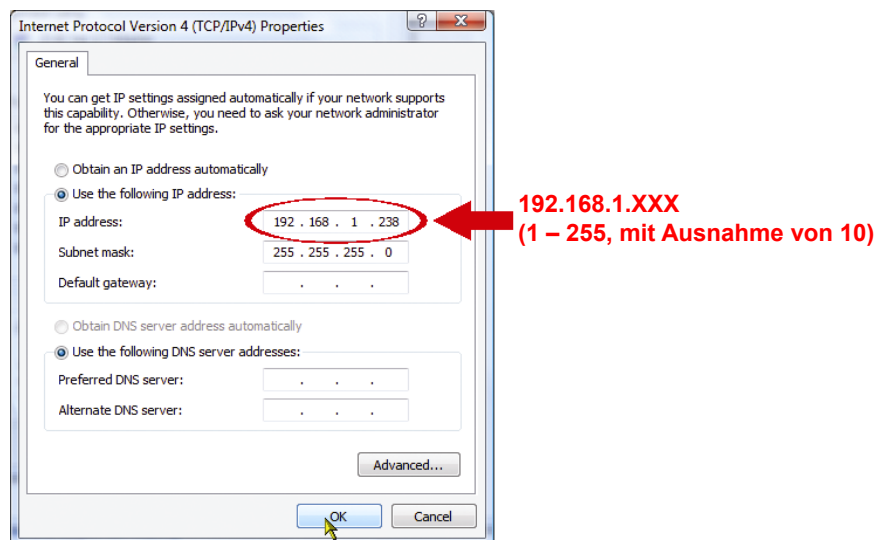 Internet Protocol Version 4 (TCP/IPv4) Properties
General
You can get IP settings assigned automatically if your network supports
this capability. Otherwise, you need to ask your network administrator
for the appropriate IP settings.
Obtain an IP address automatically
Use the following IP address:
IP address: 192 . 168 . 1 . 238
Subnet mask: 255 . 255 . 255 . 0
Default gateway: . . .
Obtain DNS server address automatically
Use the following DNS server addresses:
Preferred DNS server: . . .
Alternate DNS server: . . .
Advanced...
OK Cancel
192.168.1.XXX
(1 – 255, mit Ausnahme von 10)